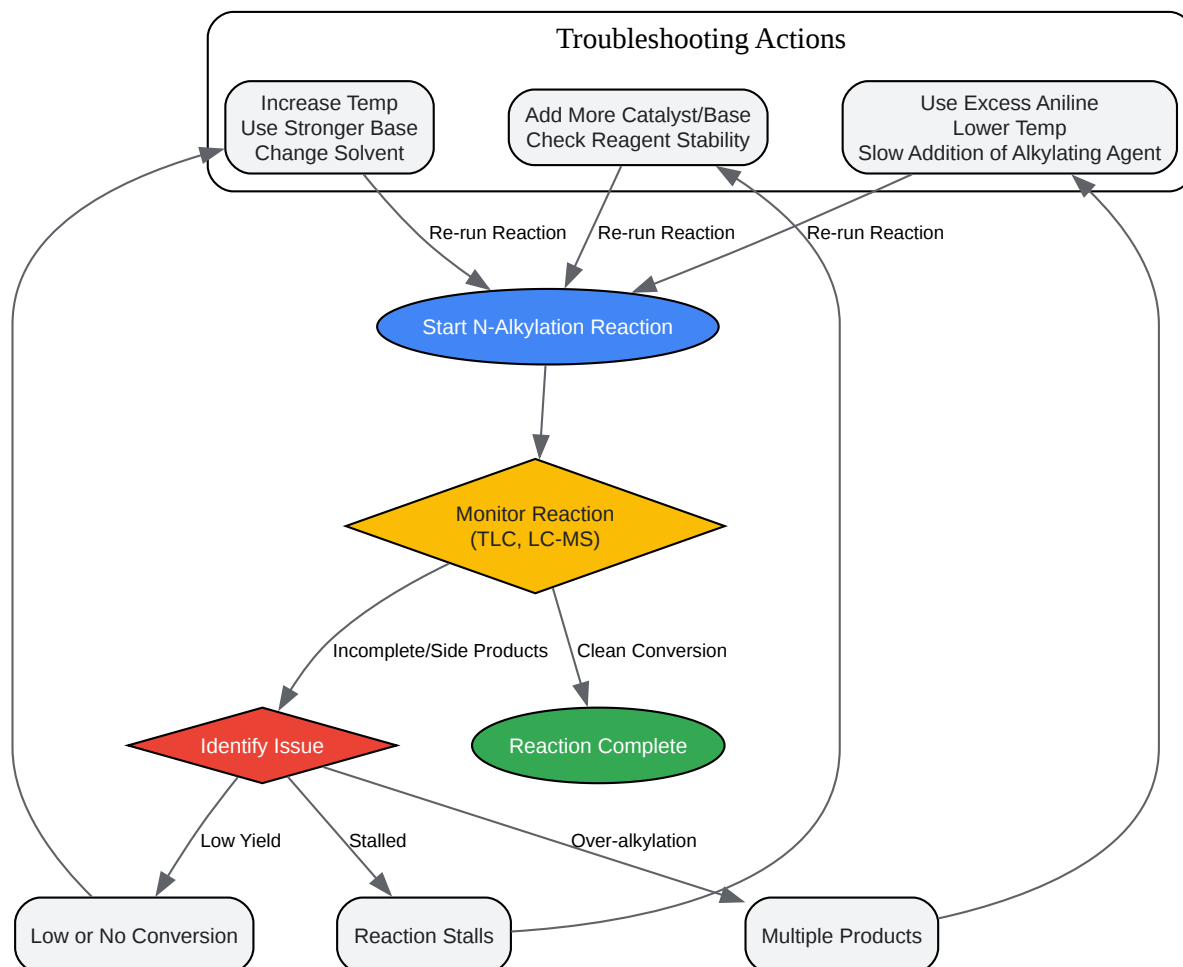 Troubleshooting Actions
Increase Temp
Use Stronger Base
Change Solvent
Add More Catalyst/Base
Check Reagent Stability
Use Excess Aniline
Lower Temp
Slow Addition of Alkylating Agent
Re-run Reaction
Re-run Reaction
Re-run Reaction
Start N-Alkylation Reaction
Monitor Reaction
(TLC, LC-MS)
Incomplete/Side Products
Clean Conversion
Identify Issue
Reaction Complete
Low Yield
Stalled
Over-alkylation
Low or No Conversion
Reaction Stalls
Multiple Products